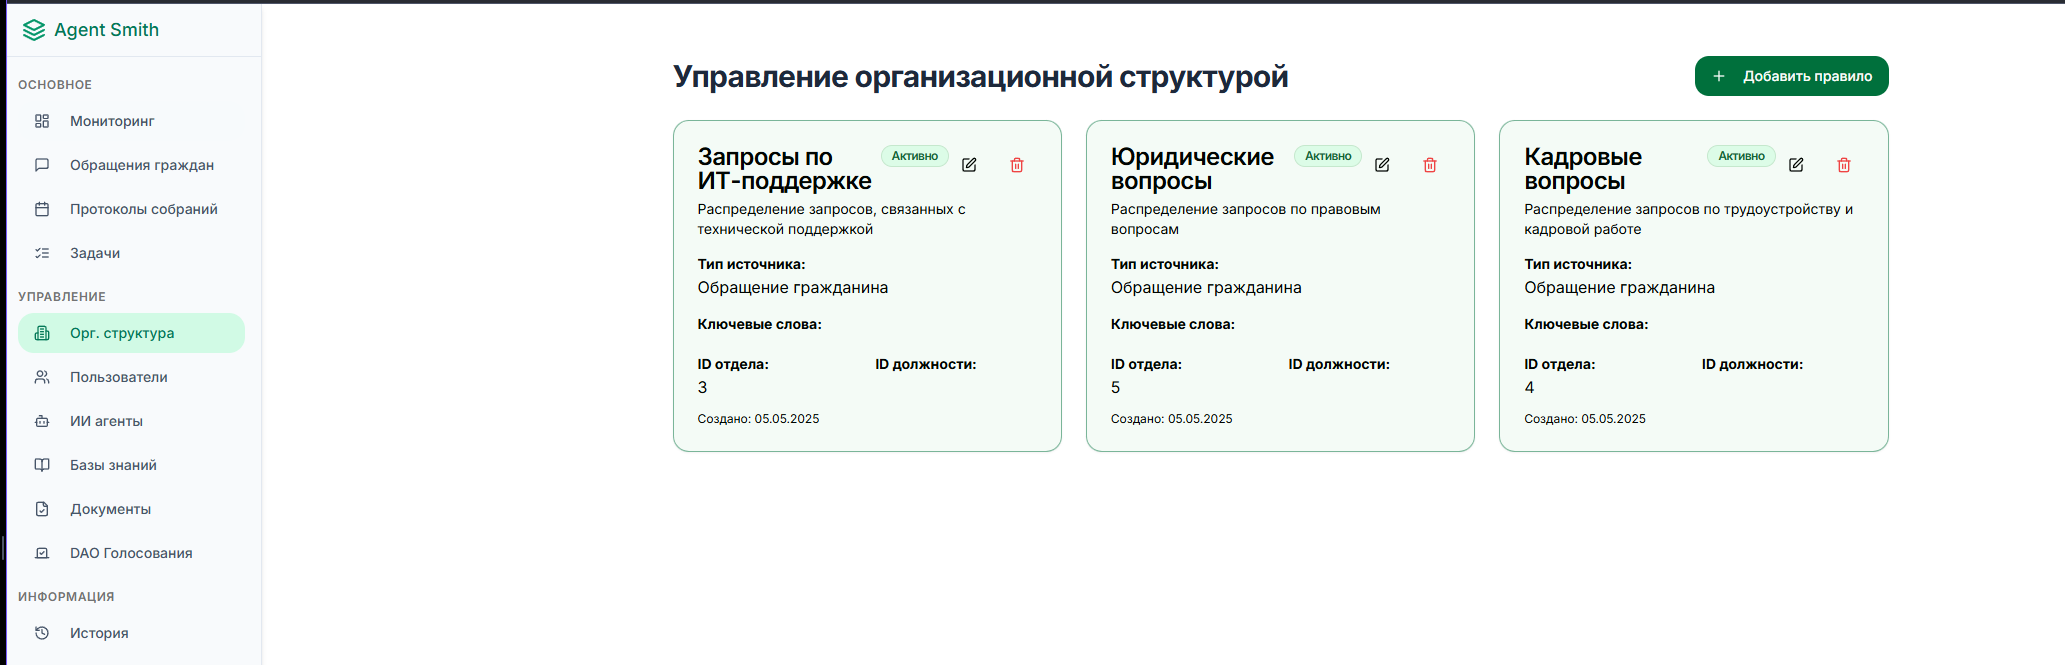 Agent Smith
ОСНОВНОЕ
Мониторинг
Обращения граждан
Протоколы собраний
Задачи
УПРАВЛЕНИЕ
Орг. структура
Пользователи
ИИ агенты
Базы знаний
Документы
DAO Голосования
ИНФОРМАЦИЯ
История
Управление организационной структурой
Добавить правило
Запросы по
ИТ-поддержке
Активно
Распределение запросов, связанных с
технической поддержкой
Тип источника:
Обращение гражданина
Ключевые слова:
ID отдела:
ID должности:
3
Создано: 05.05.2025
Юридические
вопросы
Активно
Распределение запросов по правовым
вопросам
Тип источника:
Обращение гражданина
Ключевые слова:
ID отдела:
ID должности:
5
Создано: 05.05.2025
Кадровые
вопросы
Активно
Распределение запросов по трудоустройству и
кадровой работе
Тип источника:
Обращение гражданина
Ключевые слова:
ID отдела:
ID должности:
4
Создано: 05.05.2025